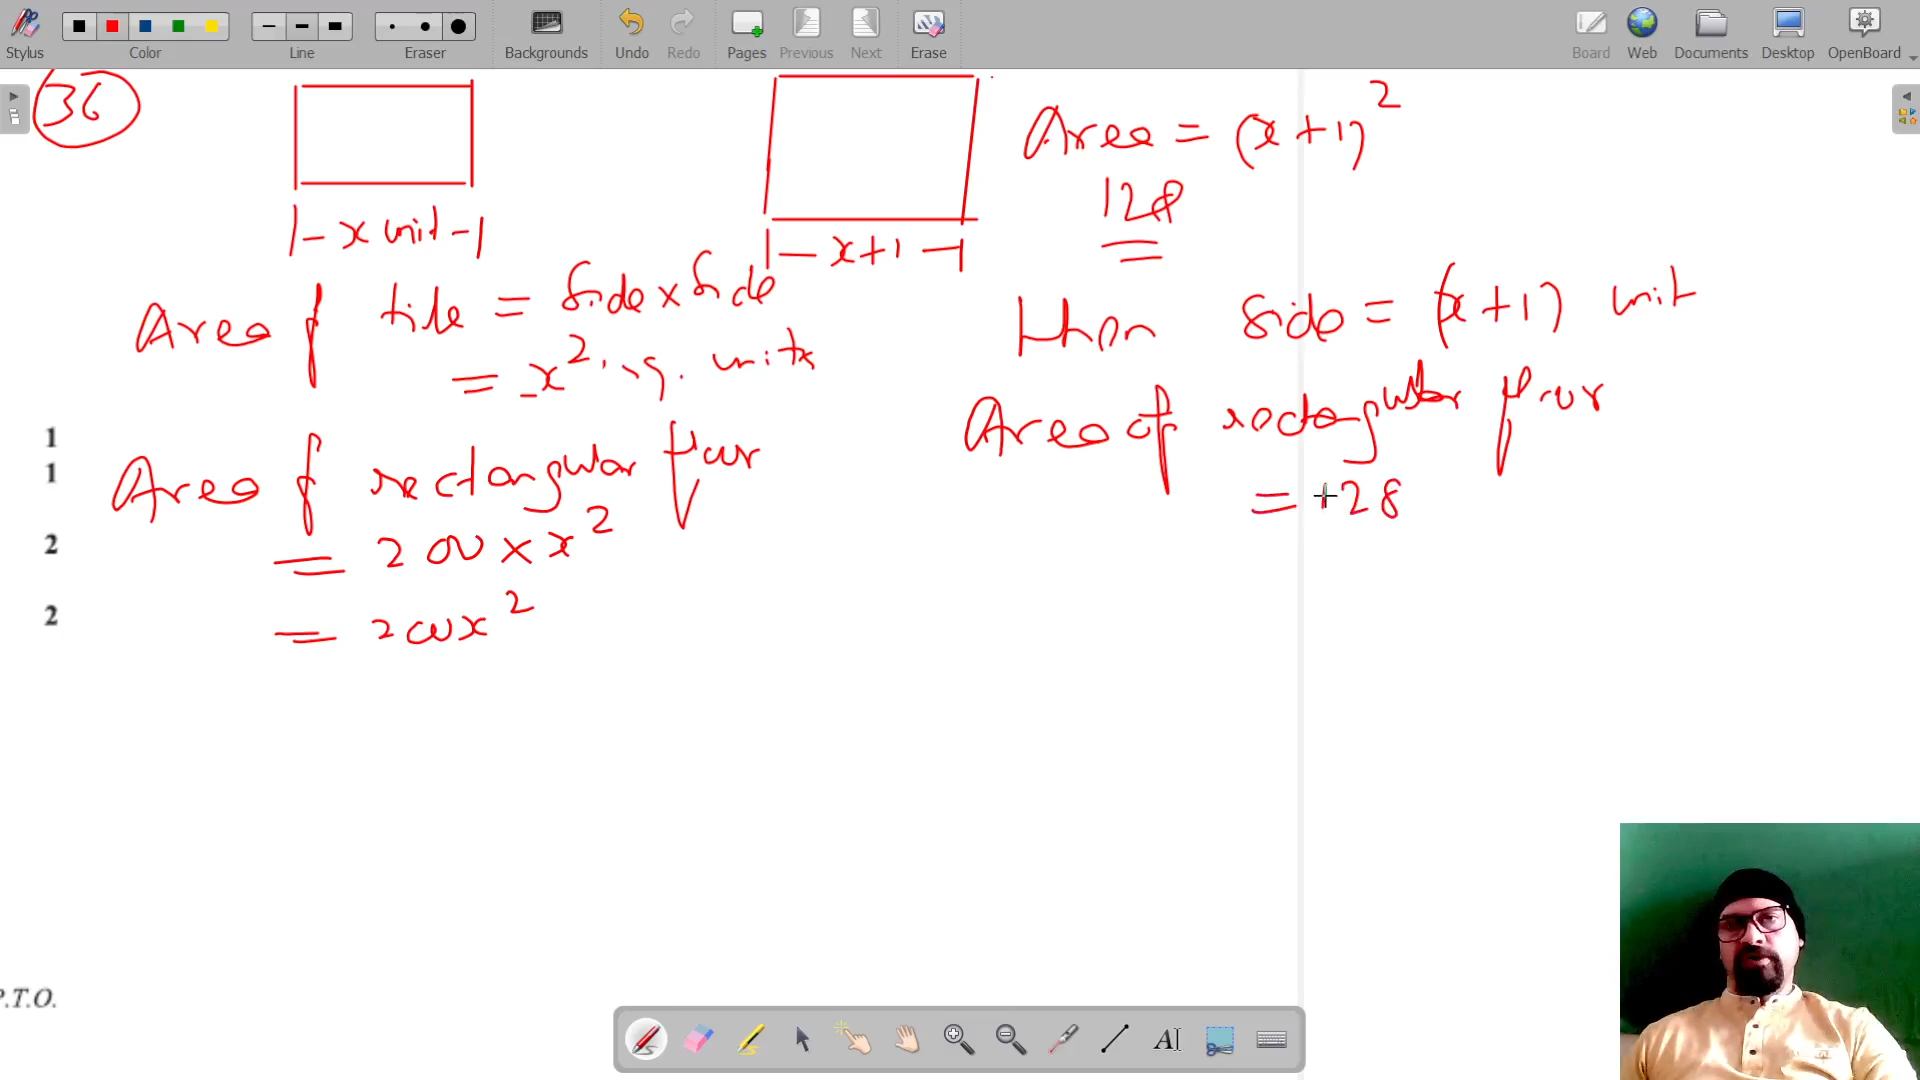 Stylus
Color
Line
Eraser
Backgrounds
Undo
Redo
Pages
Previous
Next
Erase
Board
Web
Documents
Desktop
OpenBoard
36
Area = (x+1)²
128
|- x unit -|
|- x+1 -|
Area of tile = Side x Side
= x² sq. units
Area of rectangular floor
= 200 × x²
= 200x²
side = (x+1) unit
Area of rectangular floor
= 128
1
1
2
2
P.T.O.